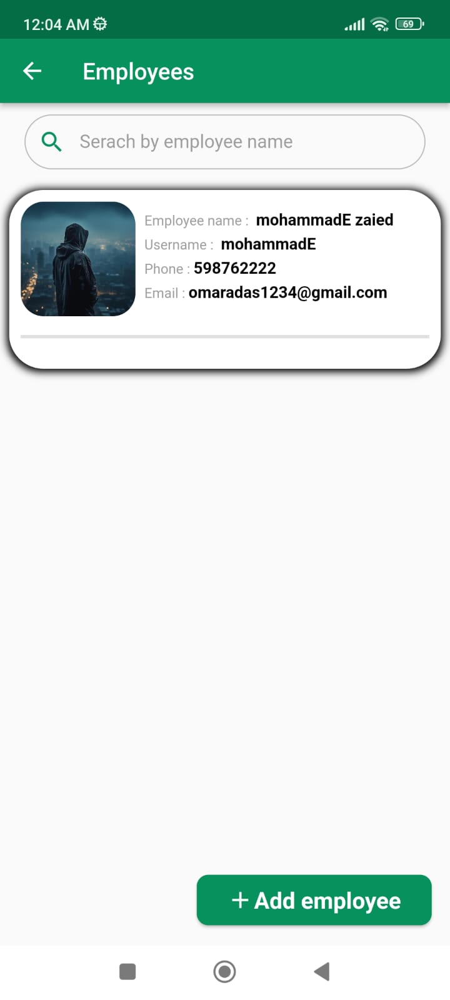 12:04 AM
69
Employees
Serach by employee name
Employee name : mohammadE zaied
Username : mohammadE
Phone : 598762222
Email : omaradas1234@gmail.com
+ Add employee